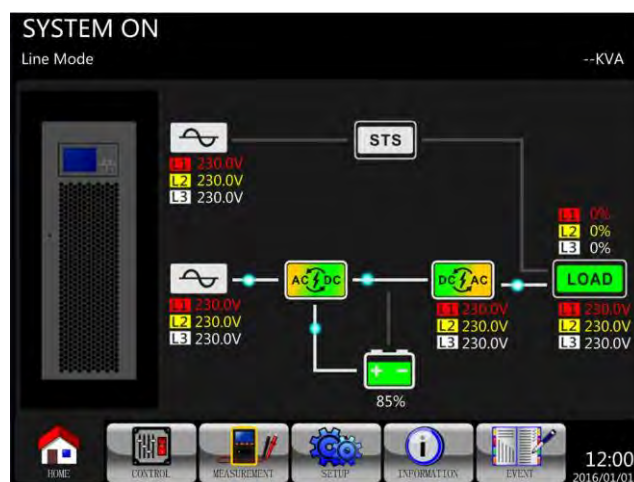 SYSTEM ON
Line Mode
--KVA
STS
L1 230.0V
L2 230.0V
L3 230.0V
L1 0%
L2 0%
L3 0%
AC DC
DC AC
LOAD
L1 230.0V
L2 230.0V
L3 230.0V
L1 230.0V
L2 230.0V
L3 230.0V
L1 230.0V
L2 230.0V
L3 230.0V
+ -
85%
HOME
CONTROL
MEASUREMENT
SETUP
INFORMATION
EVENT
12:00
2016/01/01